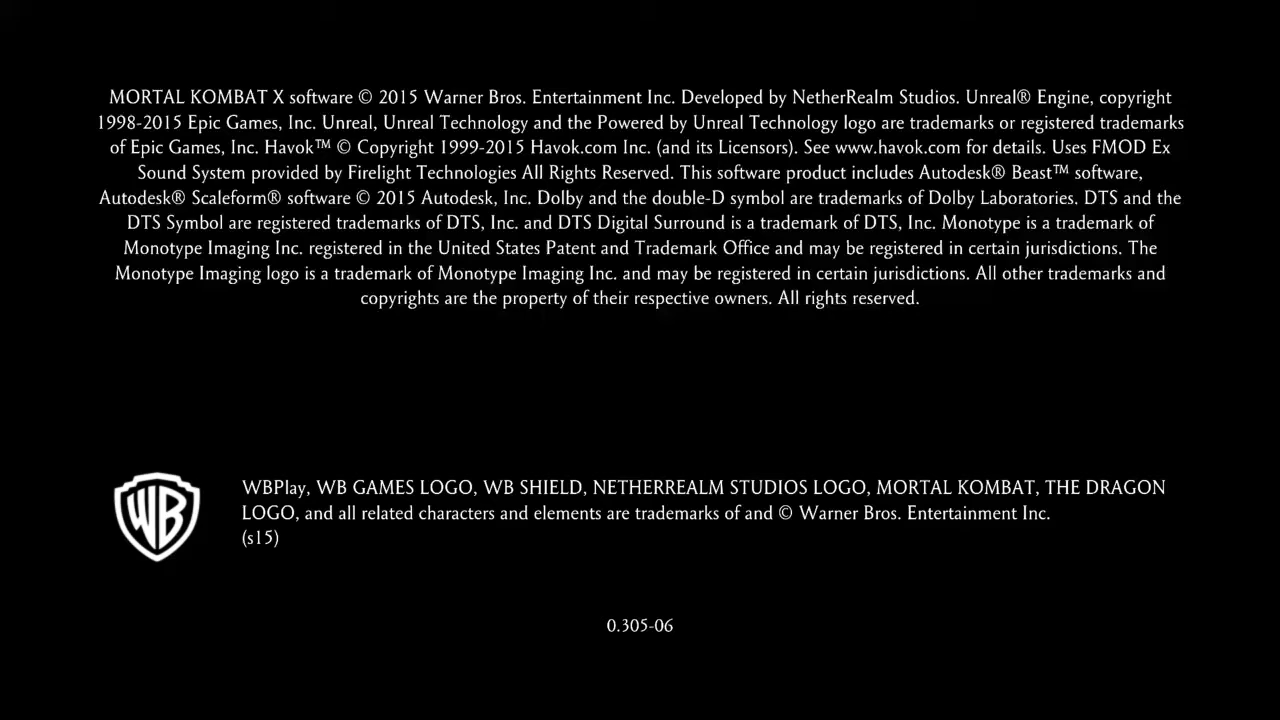 MORTAL KOMBAT X software © 2015 Warner Bros. Entertainment Inc. Developed by NetherRealm Studios. Unreal® Engine, copyright
1998-2015 Epic Games, Inc. Unreal, Unreal Technology and the Powered by Unreal Technology logo are trademarks or registered trademarks
of Epic Games, Inc. Havok™ © Copyright 1999-2015 Havok.com Inc. (and its Licensors). See www.havok.com for details. Uses FMOD Ex
Sound System provided by Firelight Technologies All Rights Reserved. This software product includes Autodesk® Beast™ software,
Autodesk® Scaleform® software © 2015 Autodesk, Inc. Dolby and the double-D symbol are trademarks of Dolby Laboratories. DTS and the
DTS Symbol are registered trademarks of DTS, Inc. and DTS Digital Surround is a trademark of DTS, Inc. Monotype is a trademark of
Monotype Imaging Inc. registered in the United States Patent and Trademark Office and may be registered in certain jurisdictions. The
Monotype Imaging logo is a trademark of Monotype Imaging Inc. and may be registered in certain jurisdictions. All other trademarks and
copyrights are the property of their respective owners. All rights reserved.
WB
WBPlay, WB GAMES LOGO, WB SHIELD, NETHERREALM STUDIOS LOGO, MORTAL KOMBAT, THE DRAGON
LOGO, and all related characters and elements are trademarks of and © Warner Bros. Entertainment Inc.
(s15)
0.305-06